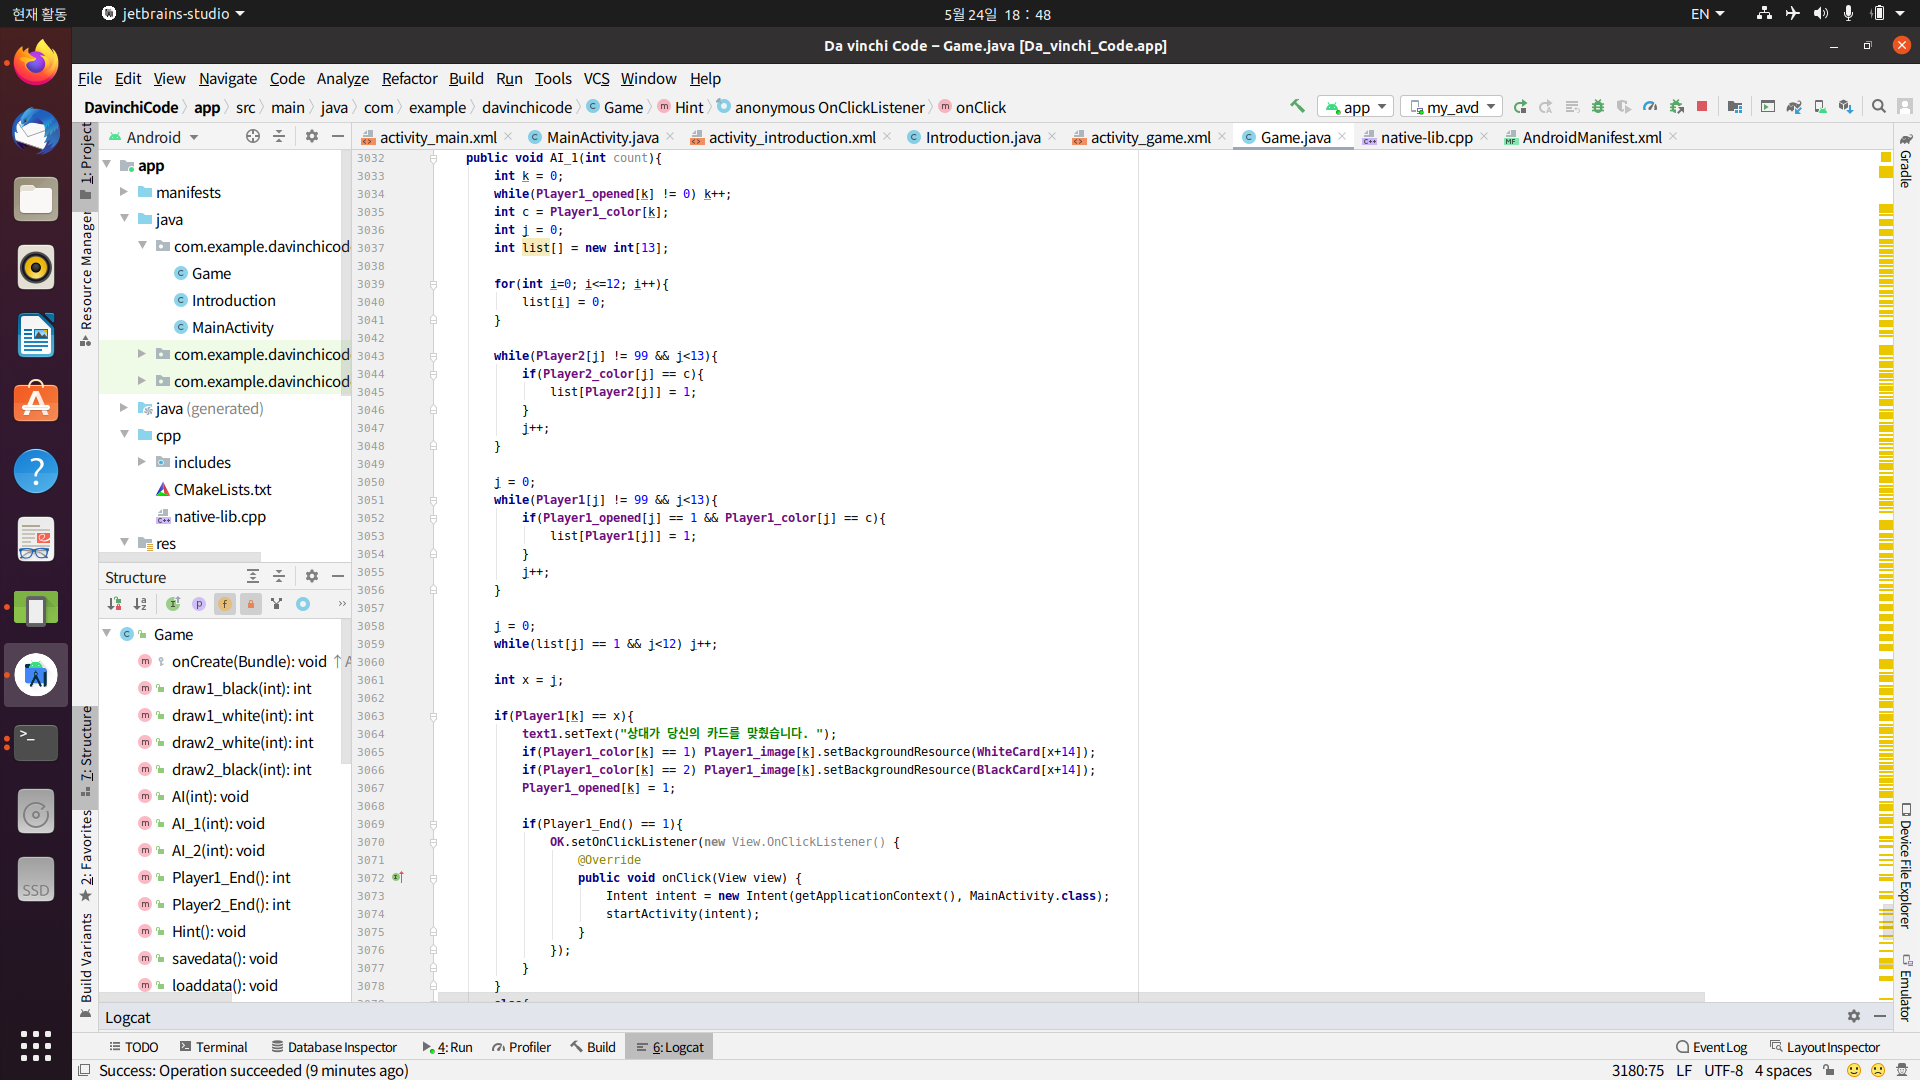 현재 활동
jetbrains-studio
5월 24일 18 : 48
EN
Da vinchi Code – Game.java [Da_vinchi_Code.app]
File Edit View Navigate Code Analyze Refactor Build Run Tools VCS Window Help
DavinchiCode app src main java com example davinchicode Game Hint anonymous OnClickListener onClick
app
my_avd
1: Project
Resource Manager
7: Structure
2: Favorites
Build Variants
Android
activity_main.xml MainActivity.java activity_introduction.xml Introduction.java activity_game.xml Game.java native-lib.cpp AndroidManifest.xml
app
manifests
java
com.example.davinchicod
Game
Introduction
MainActivity
com.example.davinchicod
com.example.davinchicod
java (generated)
cpp
includes
CMakeLists.txt
native-lib.cpp
res
Structure
Game
onCreate(Bundle): void ↑A
draw1_black(int): int
draw1_white(int): int
draw2_white(int): int
draw2_black(int): int
AI(int): void
AI_1(int): void
AI_2(int): void
Player1_End(): int
Player2_End(): int
Hint(): void
savedata(): void
loaddata(): void
3032 public void AI_1(int count){
3033 int k = 0;
3034 while(Player1_opened[k] != 0) k++;
3035 int c = Player1_color[k];
3036 int j = 0;
3037 int list[] = new int[13];
3038
3039 for(int i=0; i<=12; i++){
3040 list[i] = 0;
3041 }
3042
3043 while(Player2[j] != 99 && j<13){
3044 if(Player2_color[j] == c){
3045 list[Player2[j]] = 1;
3046 }
3047 j++;
3048 }
3049
3050 j = 0;
3051 while(Player1[j] != 99 && j<13){
3052 if(Player1_opened[j] == 1 && Player1_color[j] == c){
3053 list[Player1[j]] = 1;
3054 }
3055 j++;
3056 }
3057
3058 j = 0;
3059 while(list[j] == 1 && j<12) j++;
3060
3061 int x = j;
3062
3063 if(Player1[k] == x){
3064 text1.setText("상대가 당신의 카드를 맞췄습니다. ");
3065 if(Player1_color[k] == 1) Player1_image[k].setBackgroundResource(WhiteCard[x+14]);
3066 if(Player1_color[k] == 2) Player1_image[k].setBackgroundResource(BlackCard[x+14]);
3067 Player1_opened[k] = 1;
3068
3069 if(Player1_End() == 1){
3070 OK.setOnClickListener(new View.OnClickListener() {
3071 @Override
3072 public void onClick(View view) {
3073 Intent intent = new Intent(getApplicationContext(), MainActivity.class);
3074 startActivity(intent);
3075 }
3076 });
3077 }
3078 }
Gradle
Device File Explorer
Emulator
SSD
Logcat
TODO Terminal Database Inspector 4: Run Profiler Build 6: Logcat Event Log Layout Inspector
Success: Operation succeeded (9 minutes ago) 3180:75 LF UTF-8 4 spaces